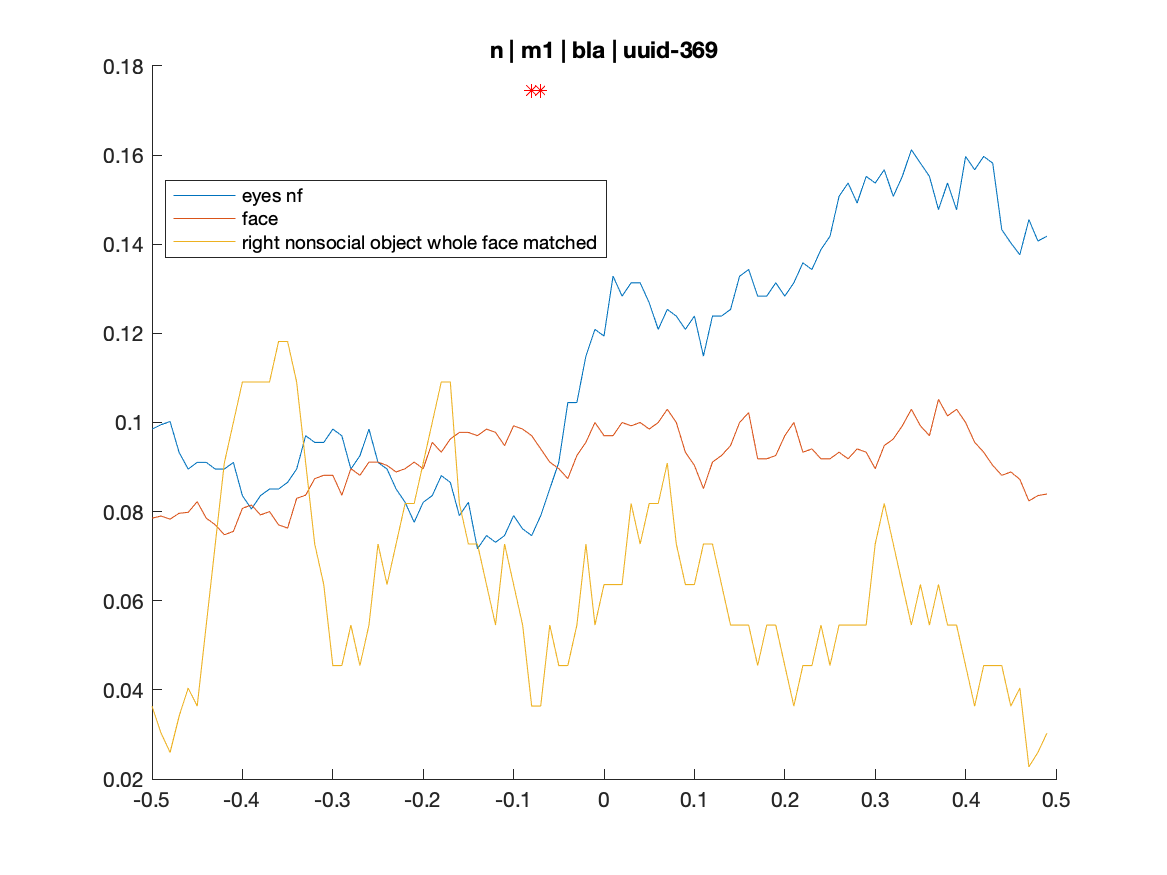 n | m1 | bla | uuid-369
0.18
0.16
0.14
0.12
0.1
0.08
0.06
0.04
0.02
eyes nf
face
right nonsocial object whole face matched
-0.5 -0.4 -0.3 -0.2 -0.1 0 0.1 0.2 0.3 0.4 0.5